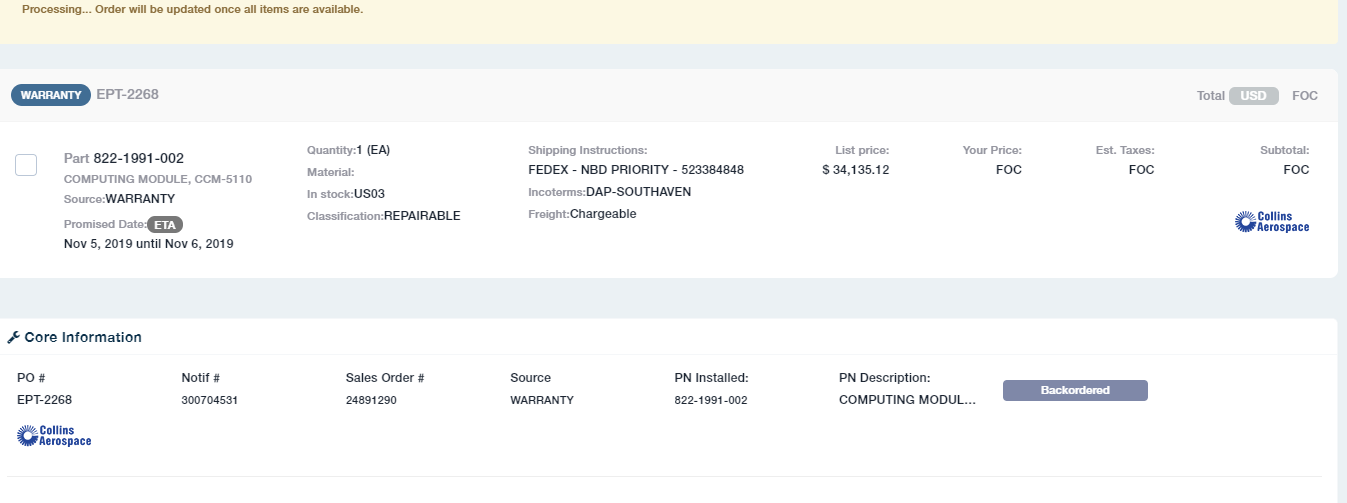 Processing... Order will be updated once all items are available.
WARRANTY EPT-2268
Total USD FOC
Part 822-1991-002
COMPUTING MODULE, CCM-5110
Source:WARRANTY
Promised Date:ETA
Nov 5, 2019 until Nov 6, 2019
Quantity:1 (EA)
Material:
In stock:US03
Classification:REPAIRABLE
Shipping Instructions:
FEDEX - NBD PRIORITY - 523384848
Incoterms:DAP-SOUTHAVEN
Freight:Chargeable
List price:
$ 34,135.12
Your Price:
FOC
Est. Taxes:
FOC
Subtotal:
FOC
Collins
Aerospace
Core Information
PO # Notif # Sales Order # Source PN Installed: PN Description:
EPT-2268 300704531 24891290 WARRANTY 822-1991-002 COMPUTING MODUL...
Backordered
Collins
Aerospace